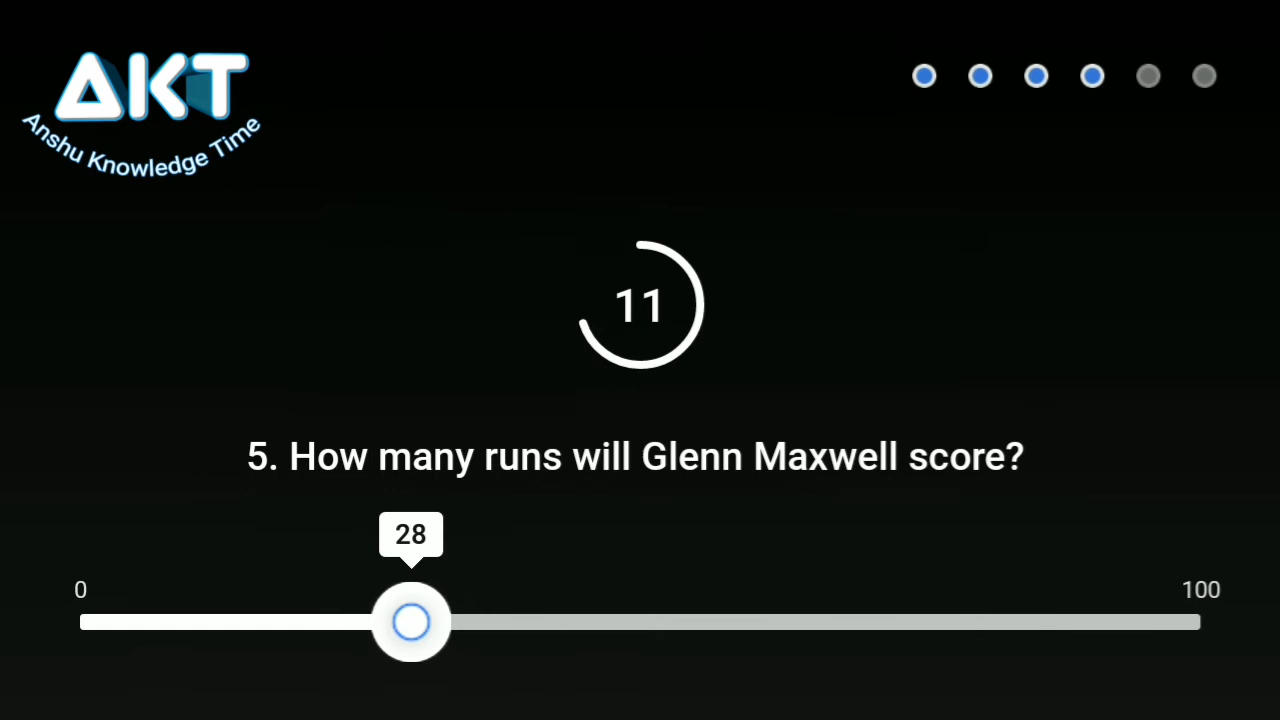 AKT
Anshu Knowledge Time
11
5. How many runs will Glenn Maxwell score?
28
0
100